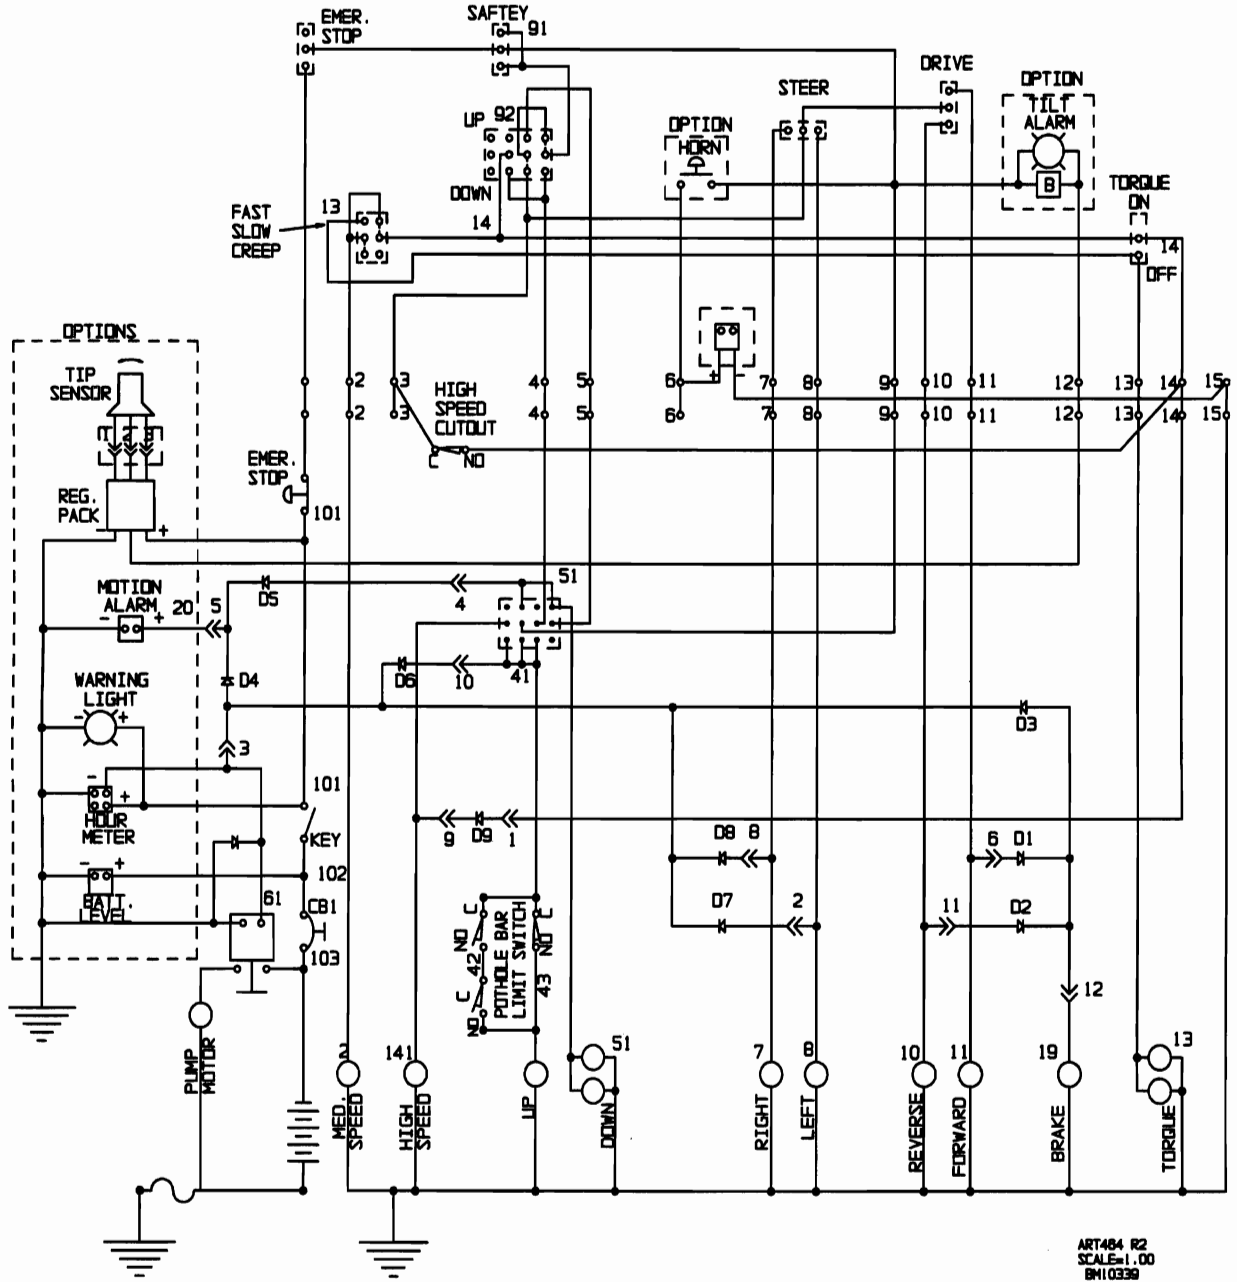 EMER.
STOP
SAFTEY
91
DRIVE
OPTION
TILT
ALARM
B
STEER
UP
92
OPTION
HORN
DOWN
TORQUE
ON
FAST
SLOW
CREEP
13
14
14
OFF
OPTIONS
TIP
SENSOR
+ -
2 3 4 5 6 7 8 9 10 11 12 13 14 15
HIGH
SPEED
CUTOUT
2 3 4 5 6 7 8 9 10 11 12 13 14 15
1 2 3
C NO
EMER.
STOP
REG.
PACK
- +
101
MOTION
ALARM
- +
20 5
D5
4
51
D4
D6
10
41
WARNING
LIGHT
- +
3
D3
- +
HOUR
METER
101
KEY
9 D9 1
D8 8
6 D1
- +
BATT.
LEVEL
102
61
CB1
103
C
NO
42
C
NO
POTHOLE BAR
LIMIT SWITCH
C
NO
43
D7 2
11 D2
12
PUMP
MOTOR
2
MED.
SPEED
141
HIGH
SPEED
UP
51
DOWN
7
RIGHT
8
LEFT
10
REVERSE
11
FORWARD
19
BRAKE
13
TORQUE
ART464 R2
SCALE=1.00
BM10339